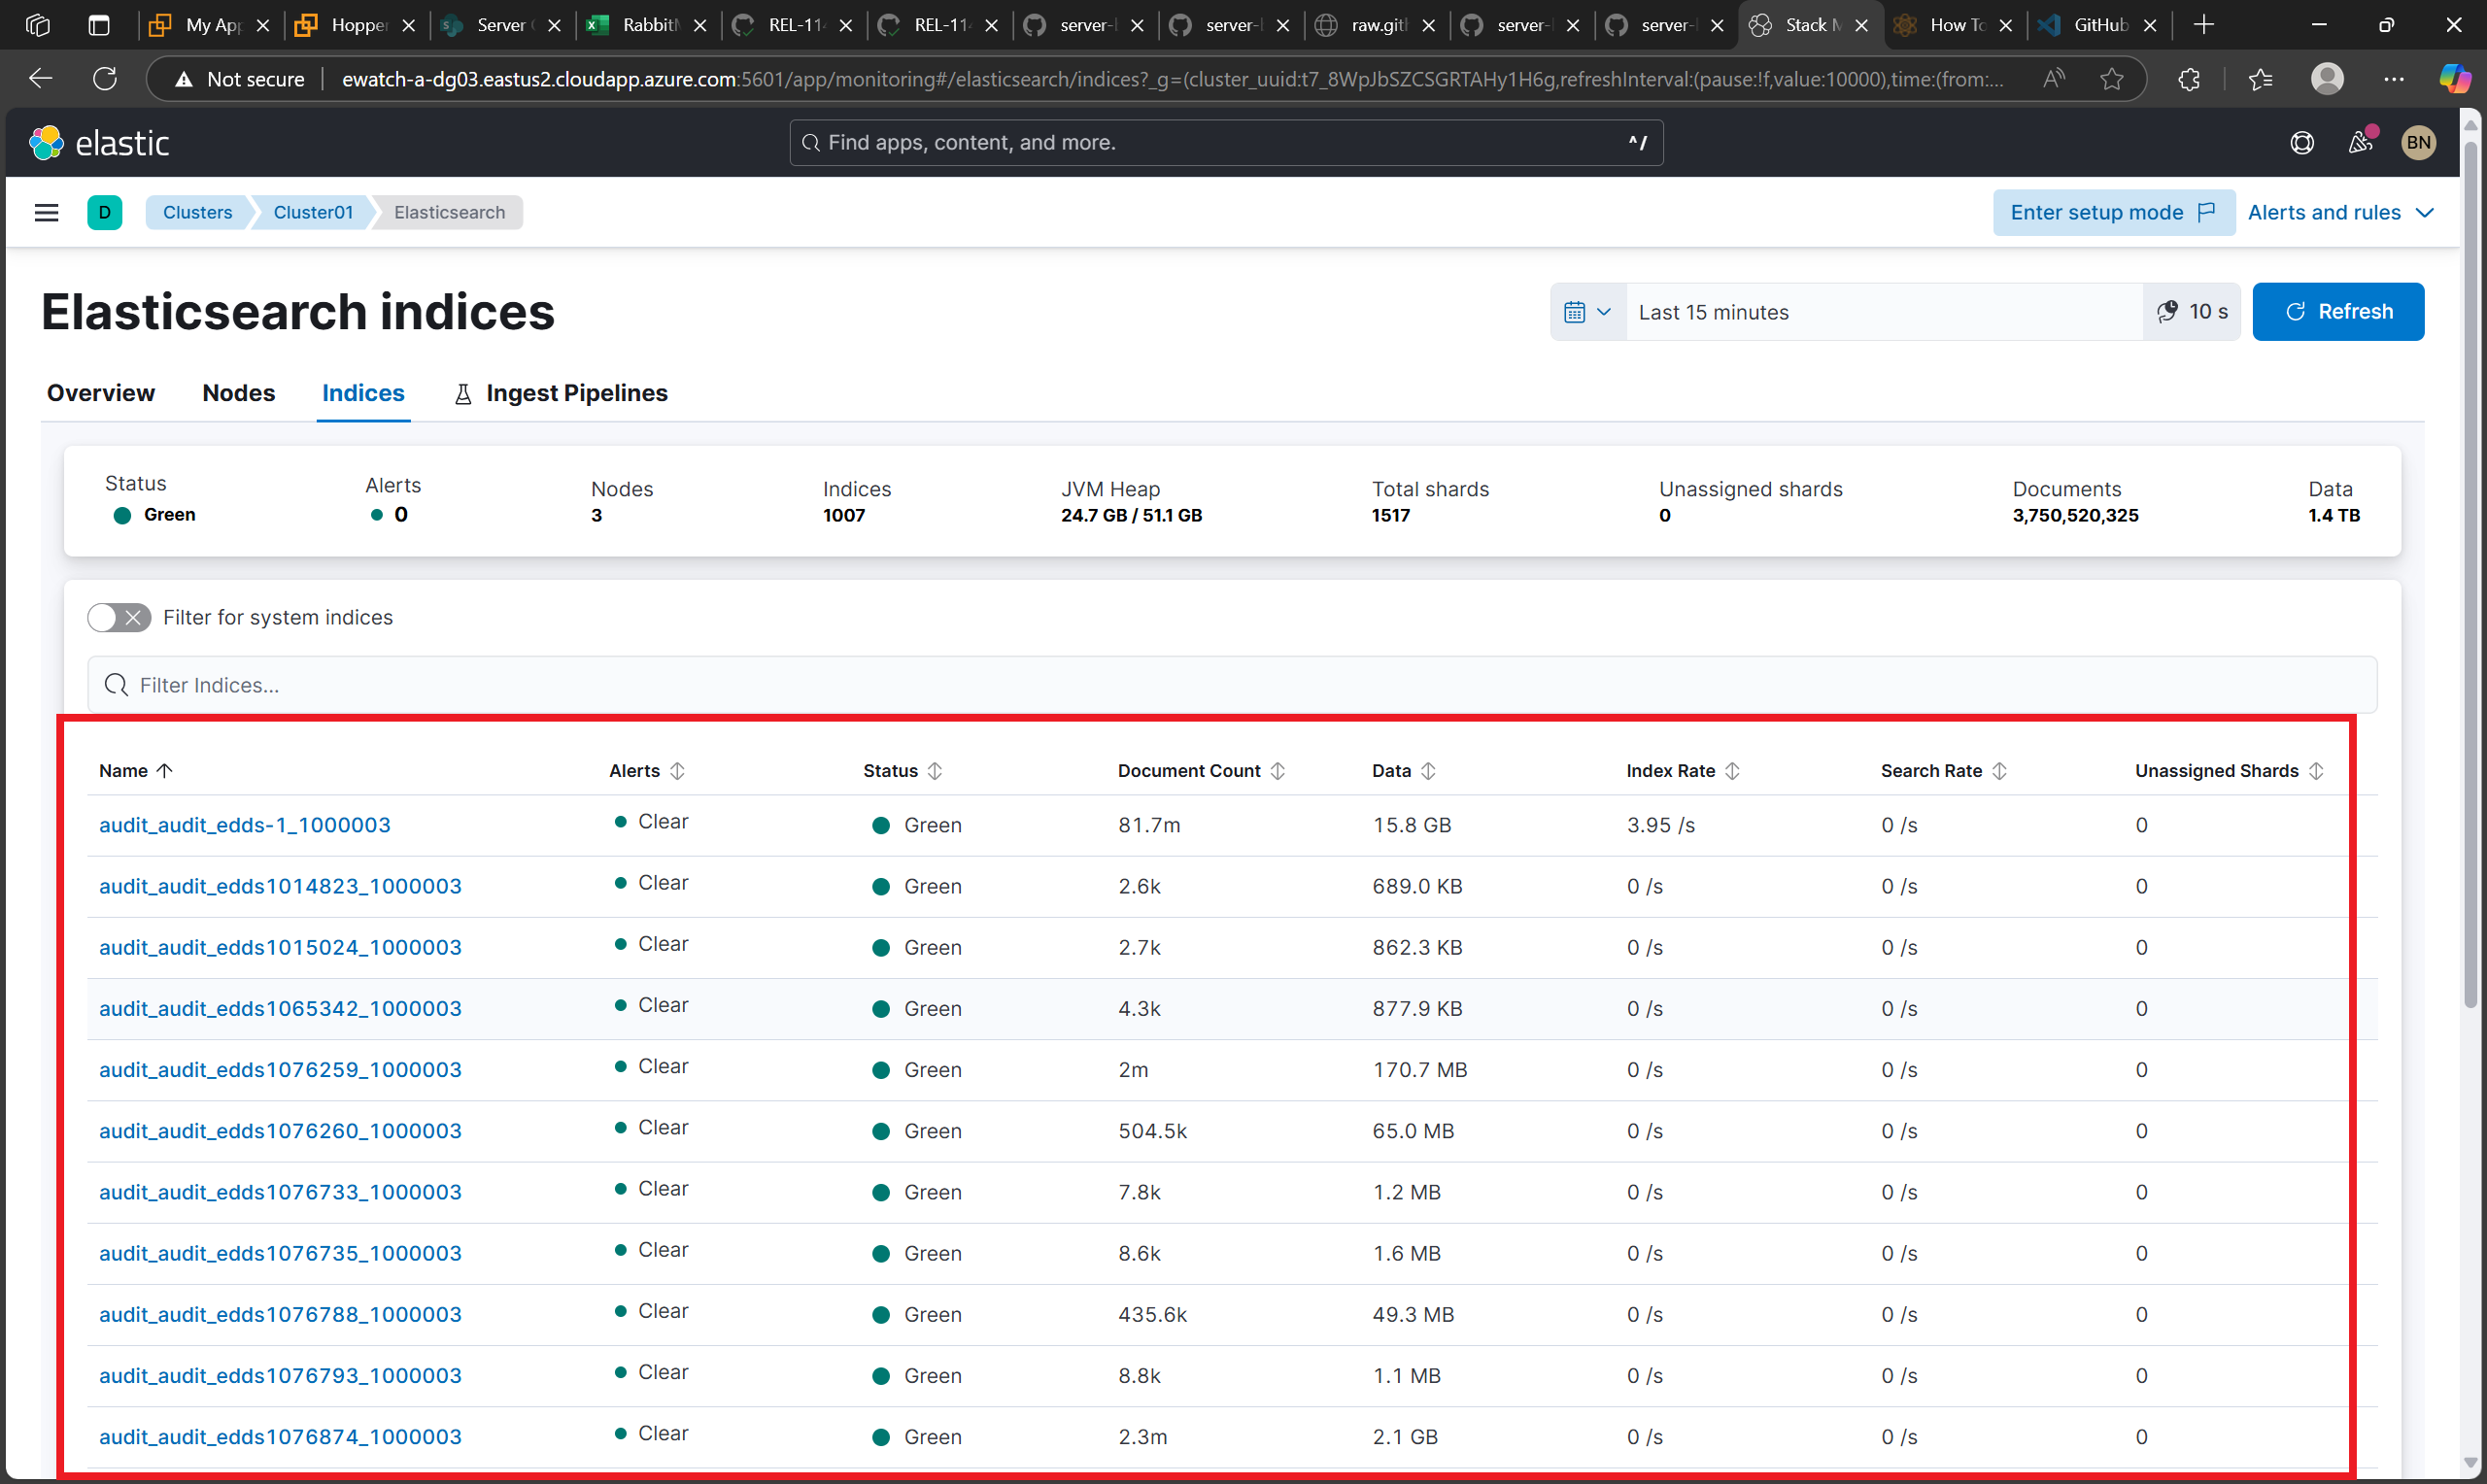 My Ap
Hoppe
Server
Rabbit
REL-11
REL-11
server-
server-
raw.git
server-
server-
Stack M
How To
GitHub
Not secure
ewatch-a-dg03.eastus2.cloudapp.azure.com:5601/app/monitoring#/elasticsearch/indices?_g=(cluster_uuid:t7_8WpJbSZCSGRTAHy1H6g,refreshInterval:(pause:!f,value:10000),time:(from:...
elastic
Find apps, content, and more.
^/
BN
D
Clusters
Cluster01
Elasticsearch
Enter setup mode
Alerts and rules
Elasticsearch indices
Last 15 minutes
10 s
Refresh
Overview
Nodes
Indices
Ingest Pipelines
Status
Green
Alerts
0
Nodes
3
Indices
1007
JVM Heap
24.7 GB / 51.1 GB
Total shards
1517
Unassigned shards
0
Documents
3,750,520,325
Data
1.4 TB
Filter for system indices
Filter Indices...
Name Alerts Status Document Count Data Index Rate Search Rate Unassigned Shards
audit_audit_edds-1_1000003 Clear Green 81.7m 15.8 GB 3.95 /s 0 /s 0
audit_audit_edds1014823_1000003 Clear Green 2.6k 689.0 KB 0 /s 0 /s 0
audit_audit_edds1015024_1000003 Clear Green 2.7k 862.3 KB 0 /s 0 /s 0
audit_audit_edds1065342_1000003 Clear Green 4.3k 877.9 KB 0 /s 0 /s 0
audit_audit_edds1076259_1000003 Clear Green 2m 170.7 MB 0 /s 0 /s 0
audit_audit_edds1076260_1000003 Clear Green 504.5k 65.0 MB 0 /s 0 /s 0
audit_audit_edds1076733_1000003 Clear Green 7.8k 1.2 MB 0 /s 0 /s 0
audit_audit_edds1076735_1000003 Clear Green 8.6k 1.6 MB 0 /s 0 /s 0
audit_audit_edds1076788_1000003 Clear Green 435.6k 49.3 MB 0 /s 0 /s 0
audit_audit_edds1076793_1000003 Clear Green 8.8k 1.1 MB 0 /s 0 /s 0
audit_audit_edds1076874_1000003 Clear Green 2.3m 2.1 GB 0 /s 0 /s 0